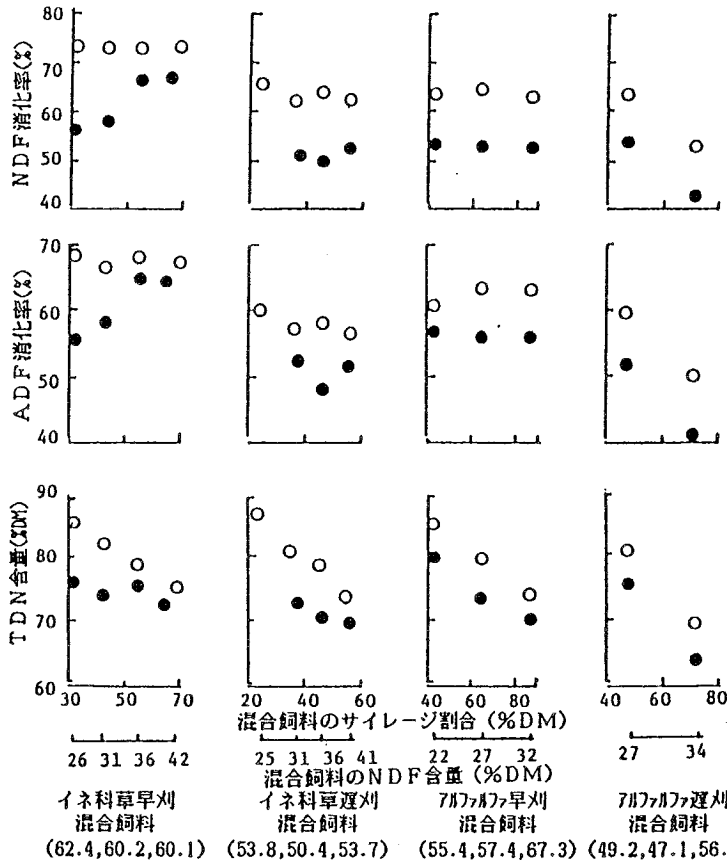 NDF消化率(%)
80
70
60
50
40
ADF消化率(%)
70
60
50
40
TDN含量(%DM)
90
80
70
60
30 50 70
20 40 60
40 60 80
40 60 80
混合飼料のサイレージ割合(%DM)
26 31 36 42
25 31 36 41
22 27 32
27 34
混合飼料のNDF含量(%DM)
イネ科草早刈
混合飼料
(62.4,60.2,60.1)
イネ科草遅刈
混合飼料
(53.8,50.4,53.7)
アルファルファ早刈
混合飼料
(55.4,57.4,67.3)
アルファルファ遅刈
混合飼料
(49.2,47.1,56.